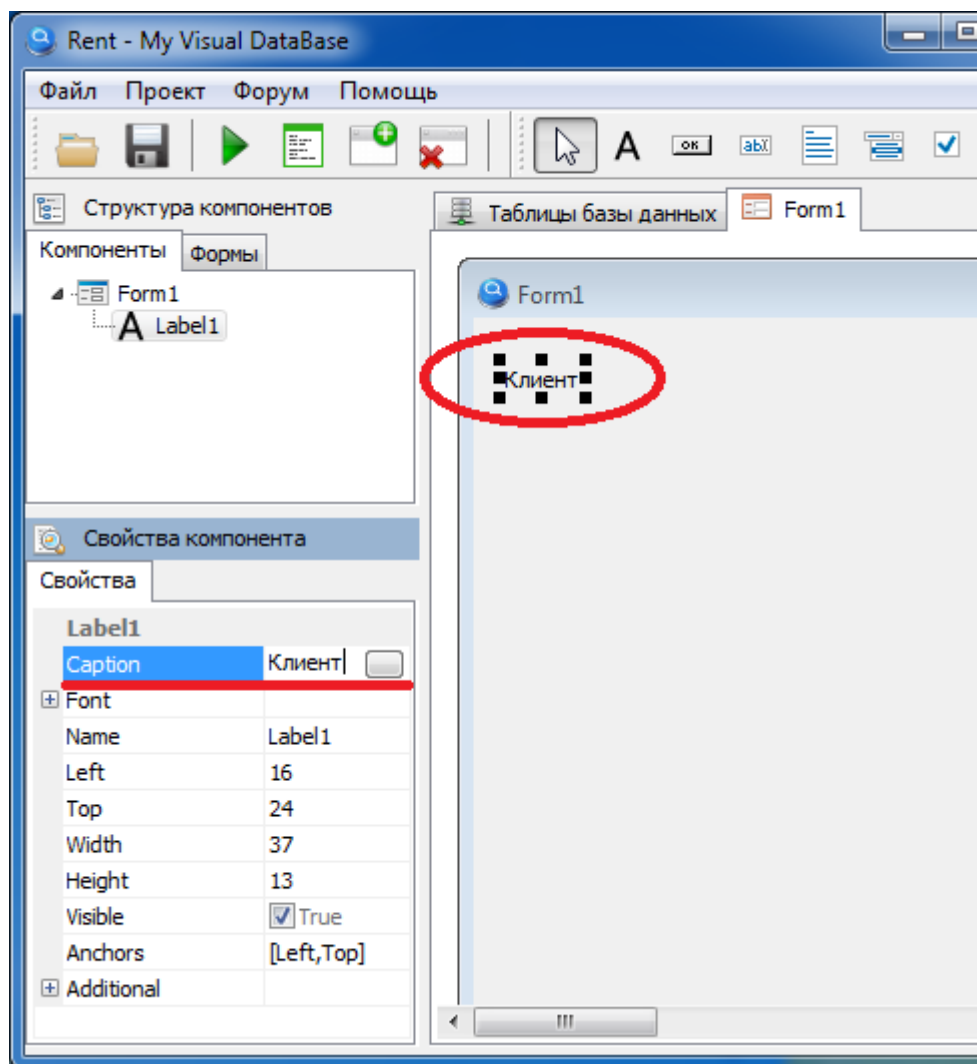 Rent - My Visual DataBase
Файл Проект Форум Помощь
A OK ab
Структура компонентов
Таблицы базы данных Form1
Компоненты Формы
Form1
A Label1
Form1
Клиент
Свойства компонента
Свойства
Label1
Caption Клиент
Font
Name Label1
Left 16
Top 24
Width 37
Height 13
Visible True
Anchors [Left,Top]
Additional